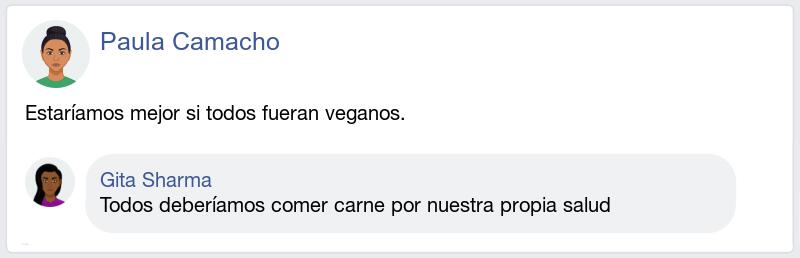 Paula Camacho
Estaríamos mejor si todos fueran veganos.
Gita Sharma
Todos deberíamos comer carne por nuestra propia salud